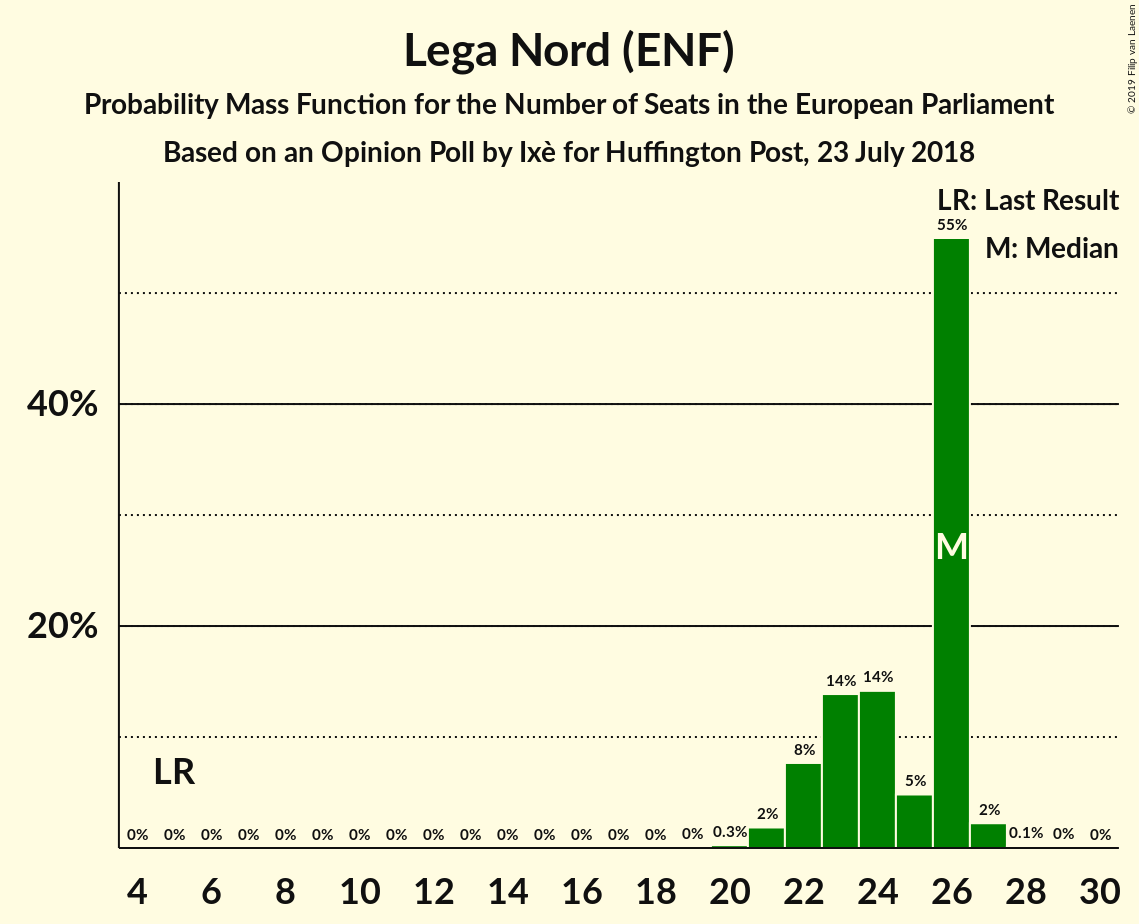 Lega Nord (ENF)
Probability Mass Function for the Number of Seats in the European Parliament
Based on an Opinion Poll by Ixè for Huffington Post, 23 July 2018
© 2019 Filip van Laenen
LR: Last Result
M: Median
55%
40%
M
20%
14% 14%
8%
5%
2%
2%
LR
0% 0% 0% 0% 0% 0% 0% 0% 0% 0% 0% 0% 0% 0% 0% 0% 0.3% 0.1% 0% 0%
4 6 8 10 12 14 16 18 20 22 24 26 28 30